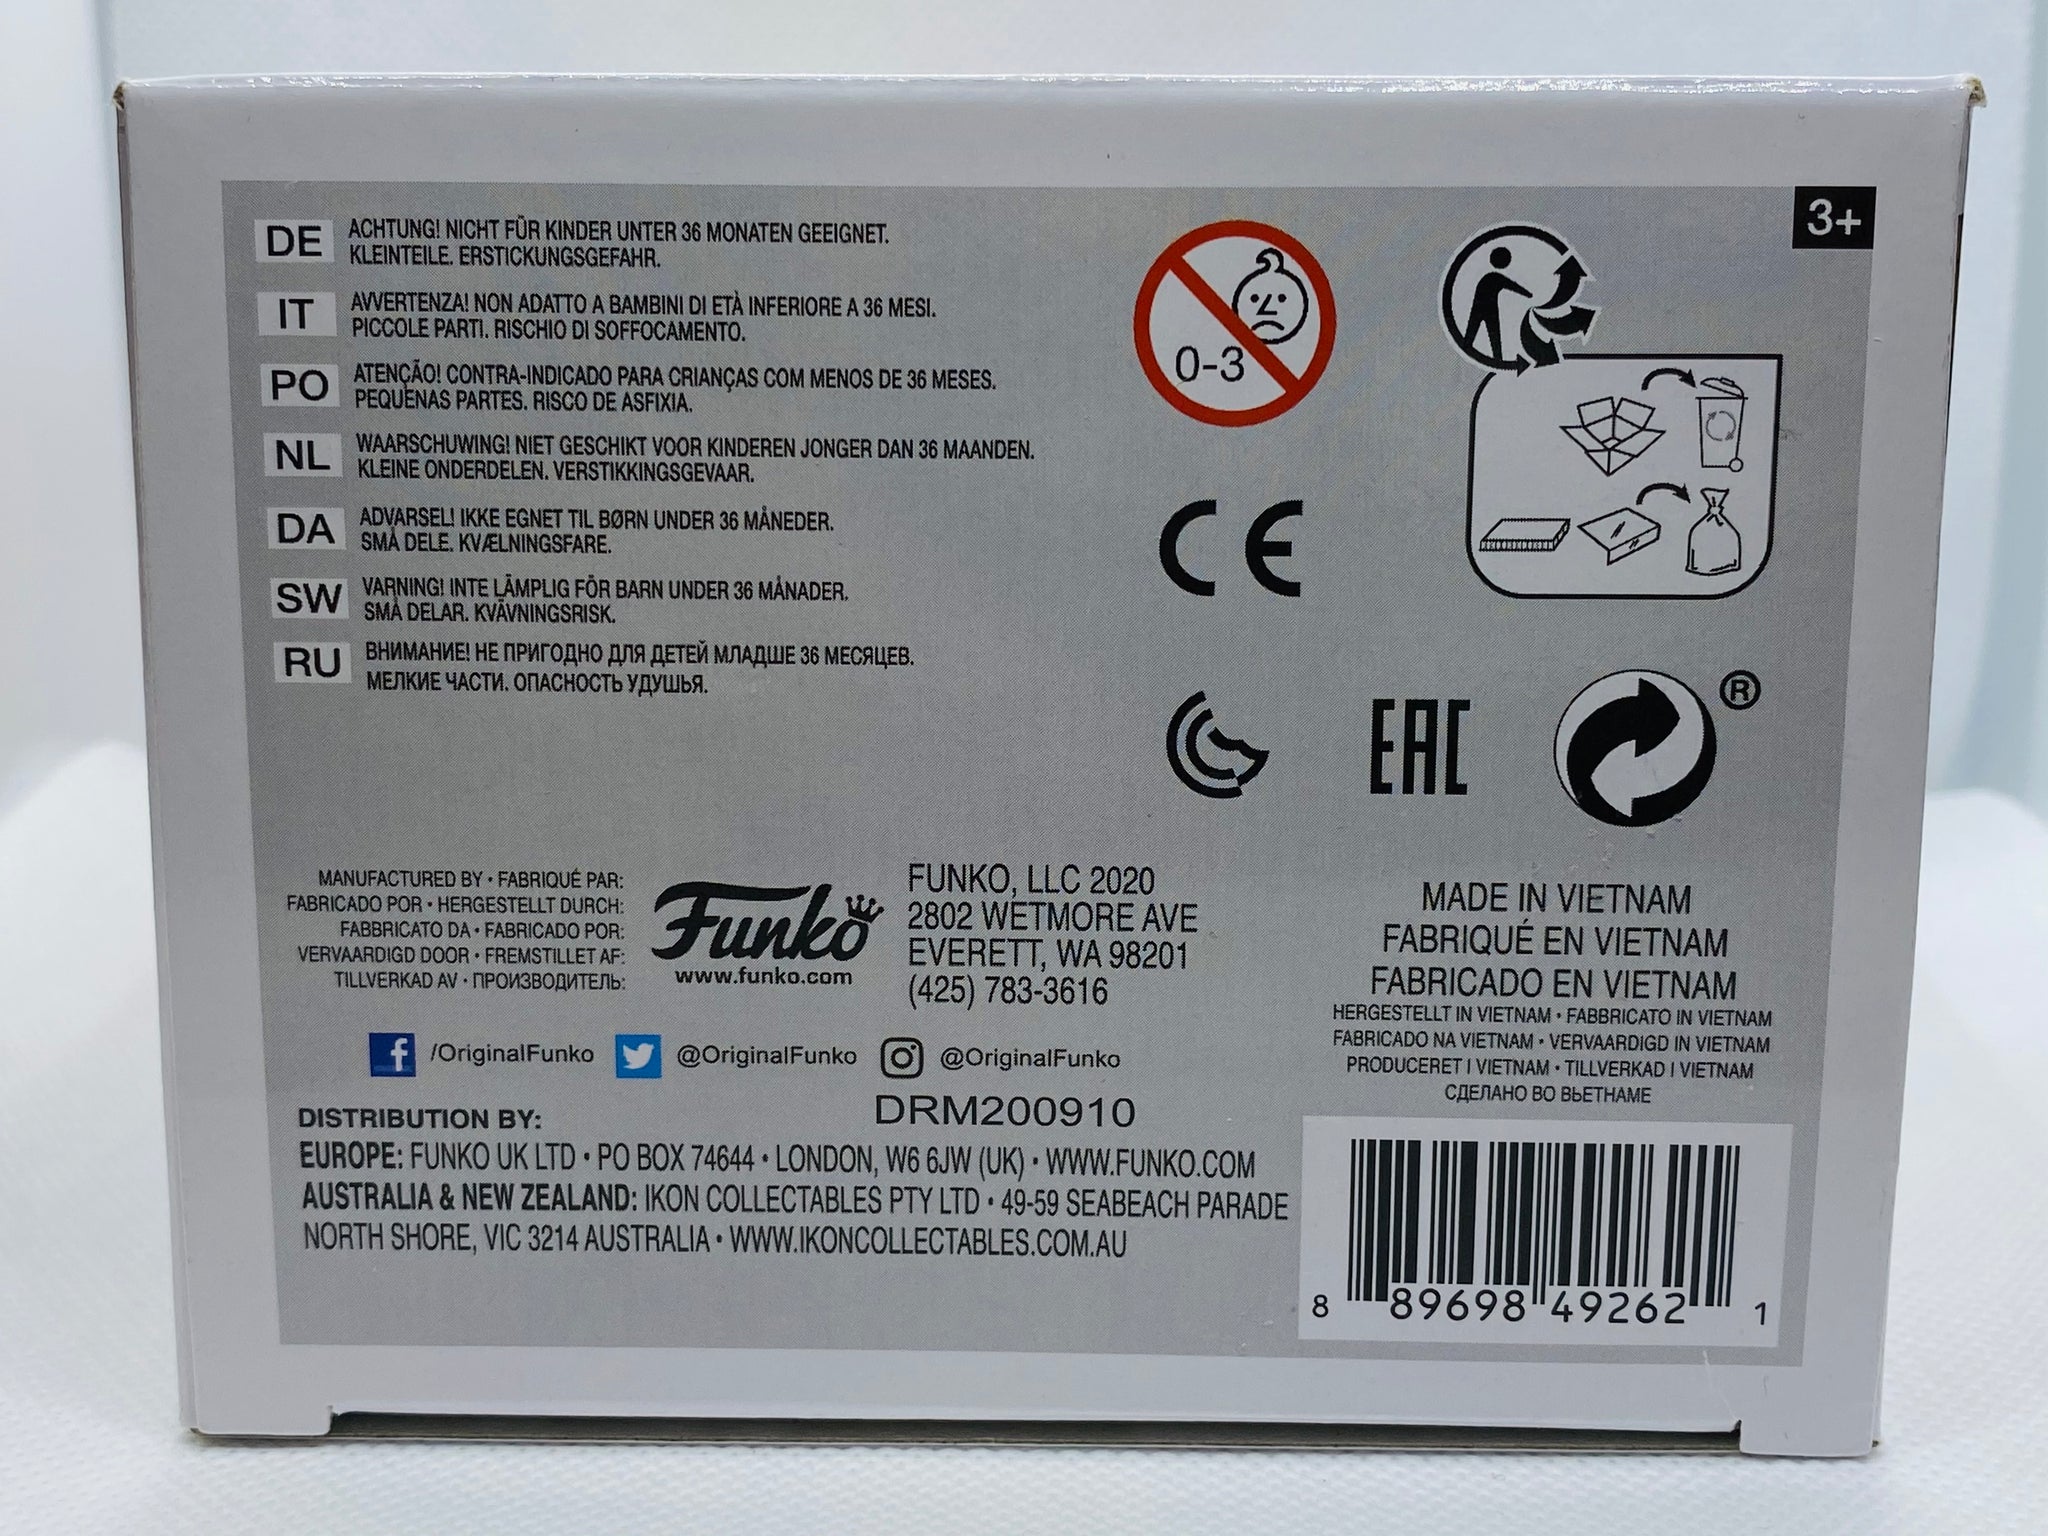 3+
DE
ACHTUNG! NICHT FÜR KINDER UNTER 36 MONATEN GEEIGNET.
KLEINTEILE. ERSTICKUNGSGEFAHR.
IT
AVVERTENZA! NON ADATTO A BAMBINI DI ETÀ INFERIORE A 36 MESI.
PICCOLE PARTI. RISCHIO DI SOFFOCAMENTO.
PO
ATENÇÃO! CONTRA-INDICADO PARA CRIANÇAS COM MENOS DE 36 MESES.
PEQUENAS PARTES. RISCO DE ASFIXIA.
NL
WAARSCHUWING! NIET GESCHIKT VOOR KINDEREN JONGER DAN 36 MAANDEN.
KLEINE ONDERDELEN. VERSTIKKINGSGEVAAR.
DA
ADVARSEL! IKKE EGNET TIL BØRN UNDER 36 MÅNEDER.
SMÅ DELE. KVÆLNINGSFARE.
SW
VARNING! INTE LÄMPLIG FÖR BARN UNDER 36 MÅNADER.
SMÅ DELAR. KVÄVNINGSRISK.
RU
ВНИМАНИЕ! НЕ ПРИГОДНО ДЛЯ ДЕТЕЙ МЛАДШЕ 36 МЕСЯЦЕВ.
МЕЛКИЕ ЧАСТИ. ОПАСНОСТЬ УДУШЬЯ.
0-3
CE
EAC
®
MANUFACTURED BY • FABRIQUÉ PAR:
FABRICADO POR • HERGESTELLT DURCH:
FABBRICATO DA • FABRICADO POR:
VERVAARDIGD DOOR • FREMSTILLET AF:
TILLVERKAD AV • ПРОИЗВОДИТЕЛЬ:
Funko
www.funko.com
FUNKO, LLC 2020
2802 WETMORE AVE
EVERETT, WA 98201
(425) 783-3616
MADE IN VIETNAM
FABRIQUÉ EN VIETNAM
FABRICADO EN VIETNAM
HERGESTELLT IN VIETNAM • FABBRICATO IN VIETNAM
FABRICADO NA VIETNAM • VERVAARDIGD IN VIETNAM
PRODUCERET I VIETNAM • TILLVERKAD I VIETNAM
СДЕЛАНО ВО ВЬЕТНАМЕ
f /OriginalFunko @OriginalFunko @OriginalFunko
DRM200910
DISTRIBUTION BY:
EUROPE: FUNKO UK LTD • PO BOX 74644 • LONDON, W6 6JW (UK) • WWW.FUNKO.COM
AUSTRALIA & NEW ZEALAND: IKON COLLECTABLES PTY LTD • 49-59 SEABEACH PARADE
NORTH SHORE, VIC 3214 AUSTRALIA • WWW.IKONCOLLECTABLES.COM.AU
8 89698 49262 1